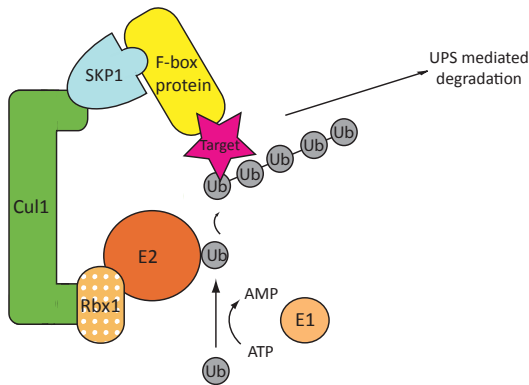 UPS mediated
degradation
F-box
protein
SKP1
Target
Ub
Ub
Ub
Ub
Ub
Cul1
E2
Ub
Rbx1
AMP
E1
ATP
Ub